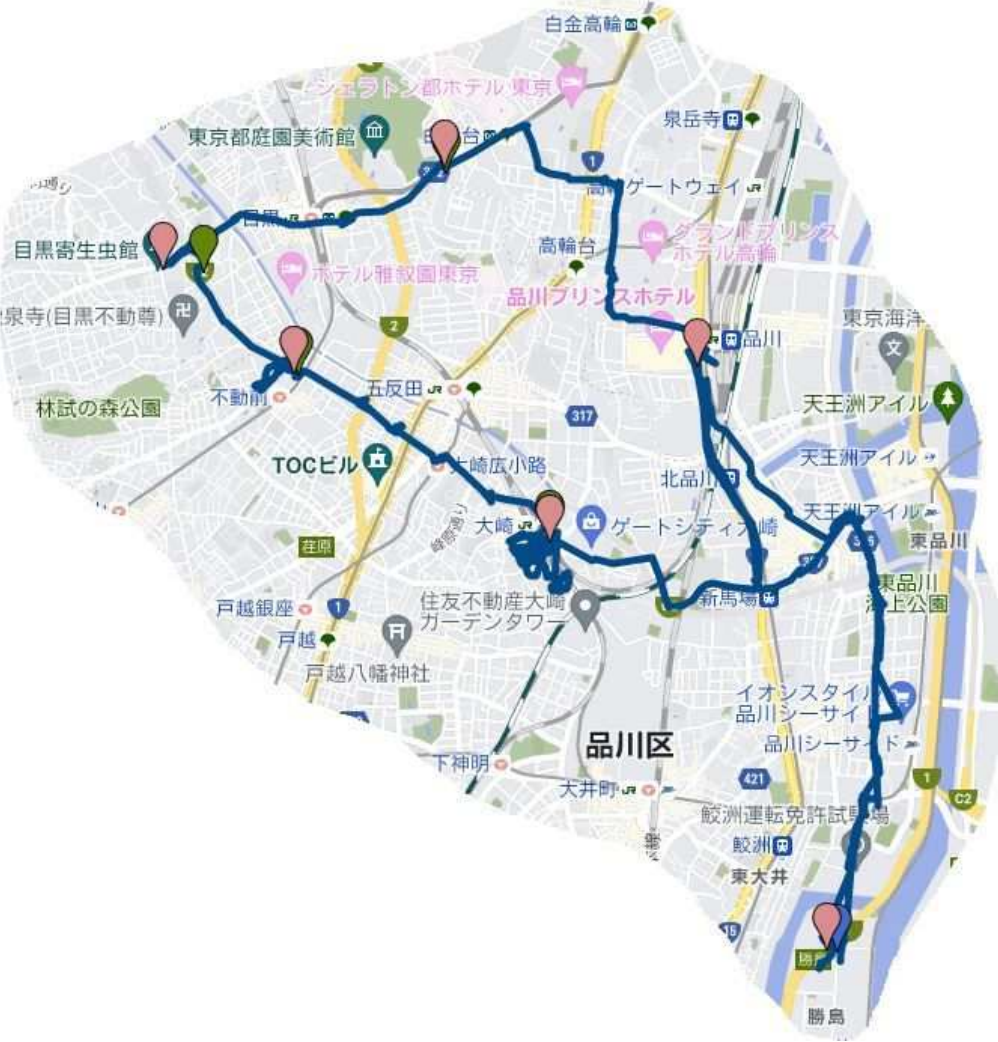 白金高輪
シェラトン都ホテル 東京
東京都庭園美術館
泉岳寺
1
ゲートウェイ
目黒
高輪台
グランドプリンス
ホテル高輪
目黒寄生虫館
ホテル雅叙園東京
品川プリンスホテル
泉寺(目黒不動尊)
2
品川
東京海洋
五反田
不動前
林試の森公園
317
天王洲アイル
TOCビル
大崎広小路
北品川
天王洲アイル
大崎
ゲートシティ大崎
天王洲アイル
東品川
荏原
戸越銀座
1
住友不動産大崎
ガーデンタワー
新馬場
東品川
海上公園
戸越
戸越八幡神社
イオンスタイル
品川シーサイド
品川区
品川シーサイド
下神明
大井町
421
1
C2
鮫洲運転免許試験場
鮫洲
東大井
15
勝島